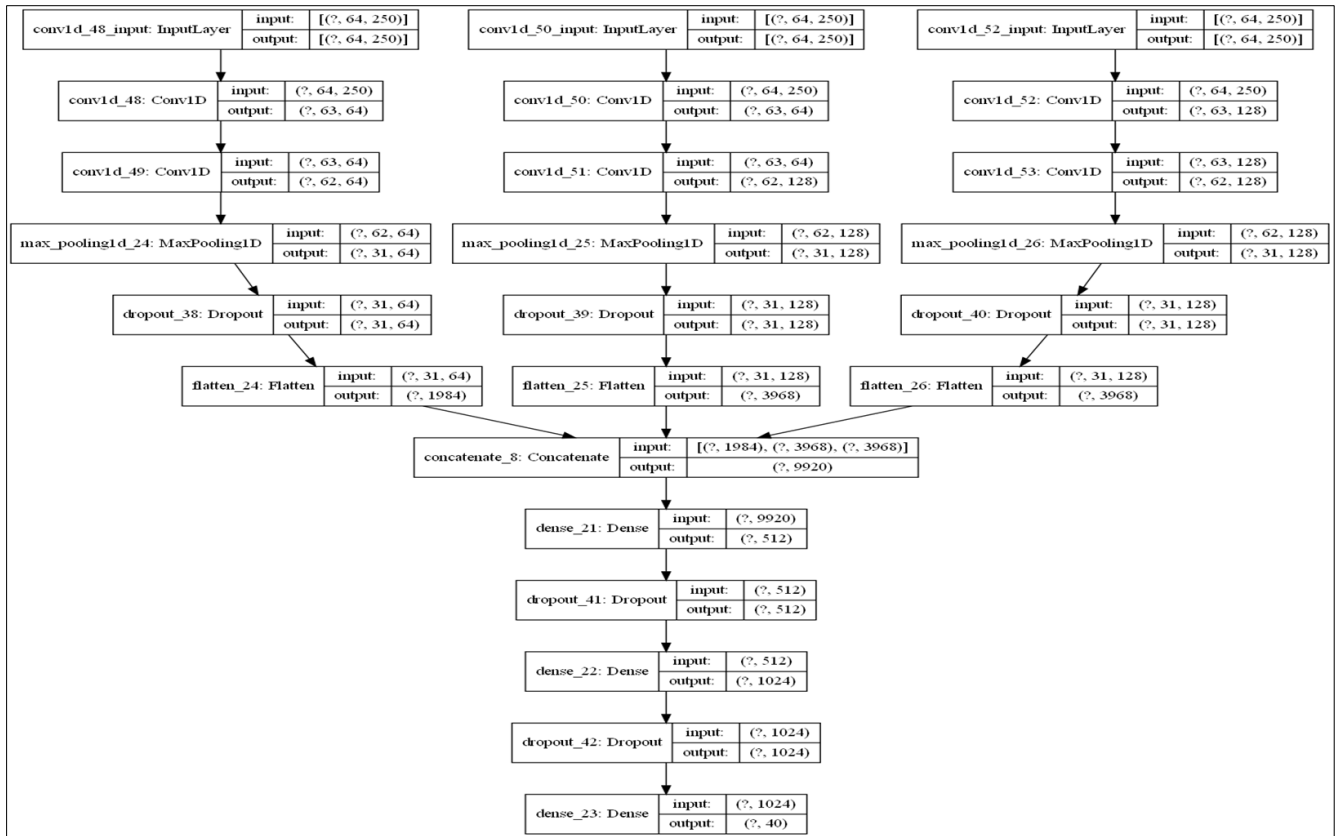 conv1d_48_input: InputLayer input: [(?, 64, 250)] output: [(?, 64, 250)]
conv1d_50_input: InputLayer input: [(?, 64, 250)] output: [(?, 64, 250)]
conv1d_52_input: InputLayer input: [(?, 64, 250)] output: [(?, 64, 250)]
conv1d_48: Conv1D input: (?, 64, 250) output: (?, 63, 64)
conv1d_50: Conv1D input: (?, 64, 250) output: (?, 63, 64)
conv1d_52: Conv1D input: (?, 64, 250) output: (?, 63, 128)
conv1d_49: Conv1D input: (?, 63, 64) output: (?, 62, 64)
conv1d_51: Conv1D input: (?, 63, 64) output: (?, 62, 128)
conv1d_53: Conv1D input: (?, 63, 128) output: (?, 62, 128)
max_pooling1d_24: MaxPooling1D input: (?, 62, 64) output: (?, 31, 64)
max_pooling1d_25: MaxPooling1D input: (?, 62, 128) output: (?, 31, 128)
max_pooling1d_26: MaxPooling1D input: (?, 62, 128) output: (?, 31, 128)
dropout_38: Dropout input: (?, 31, 64) output: (?, 31, 64)
dropout_39: Dropout input: (?, 31, 128) output: (?, 31, 128)
dropout_40: Dropout input: (?, 31, 128) output: (?, 31, 128)
flatten_24: Flatten input: (?, 31, 64) output: (?, 1984)
flatten_25: Flatten input: (?, 31, 128) output: (?, 3968)
flatten_26: Flatten input: (?, 31, 128) output: (?, 3968)
concatenate_8: Concatenate input: [(?, 1984), (?, 3968), (?, 3968)] output: (?, 9920)
dense_21: Dense input: (?, 9920) output: (?, 512)
dropout_41: Dropout input: (?, 512) output: (?, 512)
dense_22: Dense input: (?, 512) output: (?, 1024)
dropout_42: Dropout input: (?, 1024) output: (?, 1024)
dense_23: Dense input: (?, 1024) output: (?, 40)